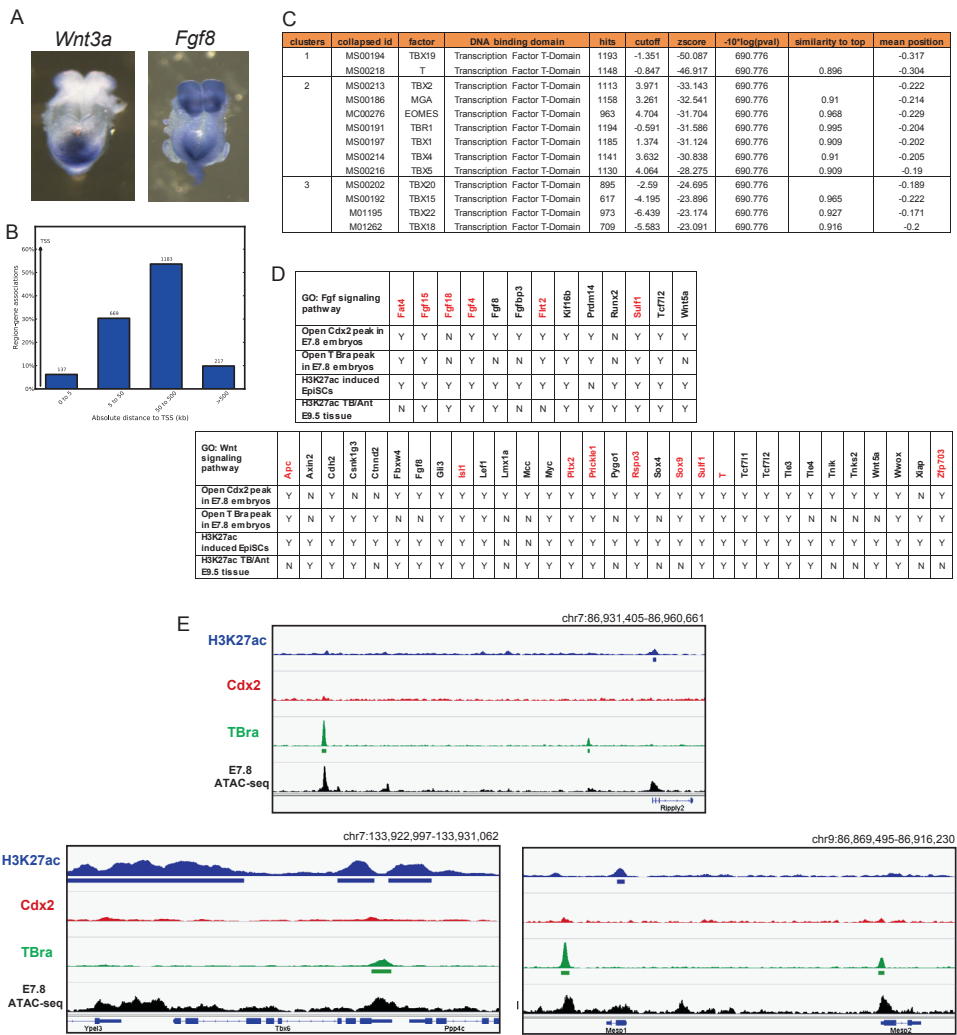 A
Wnt3a
Fgf8
B
TSS
60%
50%
40%
30%
20%
10%
0%
Region-gene associations
137
669
1183
217
0 to 5
5 to 50
50 to 500
>500
Absolute distance to TSS (kb)
C
clusters collapsed id factor DNA binding domain hits cutoff zscore -10*log(pval) similarity to top mean position
1 MS00194 TBX19 Transcription Factor T-Domain 1193 -1.351 -50.087 690.776 -0.317
MS00218 T Transcription Factor T-Domain 1148 -0.847 -46.917 690.776 0.896 -0.304
2 MS00213 TBX2 Transcription Factor T-Domain 1113 3.971 -33.143 690.776 -0.222
MS00186 MGA Transcription Factor T-Domain 1158 3.261 -32.541 690.776 0.91 -0.214
MC00276 EOMES Transcription Factor T-Domain 963 4.704 -31.704 690.776 0.968 -0.229
MS00191 TBR1 Transcription Factor T-Domain 1194 -0.591 -31.586 690.776 0.995 -0.204
MS00197 TBX1 Transcription Factor T-Domain 1185 1.374 -31.124 690.776 0.909 -0.202
MS00214 TBX4 Transcription Factor T-Domain 1141 3.632 -30.838 690.776 0.91 -0.205
MS00216 TBX5 Transcription Factor T-Domain 1130 4.064 -28.275 690.776 0.909 -0.19
3 MS00202 TBX20 Transcription Factor T-Domain 895 -2.59 -24.695 690.776 -0.189
MS00192 TBX15 Transcription Factor T-Domain 617 -4.195 -23.896 690.776 0.965 -0.222
M01195 TBX22 Transcription Factor T-Domain 973 -6.439 -23.174 690.776 0.927 -0.171
M01262 TBX18 Transcription Factor T-Domain 709 -5.583 -23.091 690.776 0.916 -0.2
D
GO: Fgf signaling
pathway
Fat4 Fgf15 Fgf18 Fgf4 Fgf8 Fgfbp3 Flrt2 Kif16b Prdm14 Runx2 Sulf1 Tcf7l2 Wnt5a
Open Cdx2 peak in
E7.8 embryos
Y Y N Y Y Y Y Y Y N Y Y Y
Open T Bra peak
in E7.8 embryos
Y Y N Y N N Y Y Y N Y Y N
H3K27ac induced
EpiSCs
Y Y Y Y Y Y Y Y N Y Y Y Y
H3K27ac TB/Ant
E9.5 tissue
N Y Y Y Y N Y Y Y Y Y Y Y
GO: Wnt
signaling
pathway
Apc Axin2 Cdh2 Csnk1g3 Ctnnd2 Fbxw4 Fgf8 Gli3 Isl1 Lef1 Lmx1a Mcc Myc Pitx2 Prickle1 Pygo1 Rspo3 Sox4 Sox9 Sulf1 T Tcf7l1 Tcf7l2 Tle3 Tle4 Tnik Tnks2 Wnt5a Wwox Xiap Zfp703
Open Cdx2 peak
in E7.8 embryos
Y N Y N N Y Y Y Y Y Y Y Y Y Y Y Y Y Y Y Y Y Y Y Y Y Y Y Y N Y
Open T Bra peak
in E7.8 embryos
Y N Y Y Y N N Y Y Y N N Y Y Y N Y N Y Y Y Y Y Y N N N N Y Y Y
H3K27ac
induced EpiSCs
Y Y Y Y Y Y Y Y Y Y N N Y Y Y Y Y Y Y Y Y Y Y Y Y Y Y Y Y Y Y
H3K27ac TB/Ant
E9.5 tissue
N Y Y Y N Y Y Y Y Y Y Y Y Y Y Y Y N N Y Y Y Y Y Y N N Y Y N N
E
chr7:86,931,405-86,960,661
H3K27ac
Cdx2
TBra
E7.8
ATAC-seq
Ripply2
chr7:133,922,997-133,931,062
H3K27ac
Cdx2
TBra
E7.8
ATAC-seq
Ypel3 Tbx6 Ppp4c
chr9:86,869,495-86,916,230
Mesp1 Mesp2